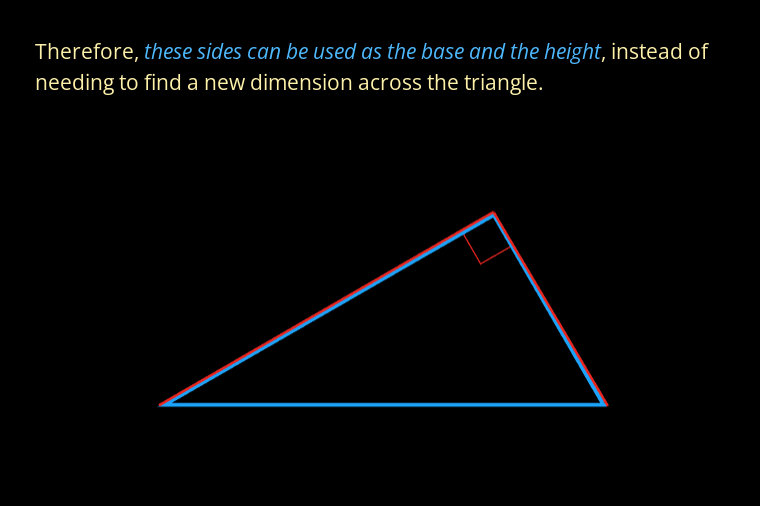 Therefore, these sides can be used as the base and the height, instead of
needing to find a new dimension across the triangle.